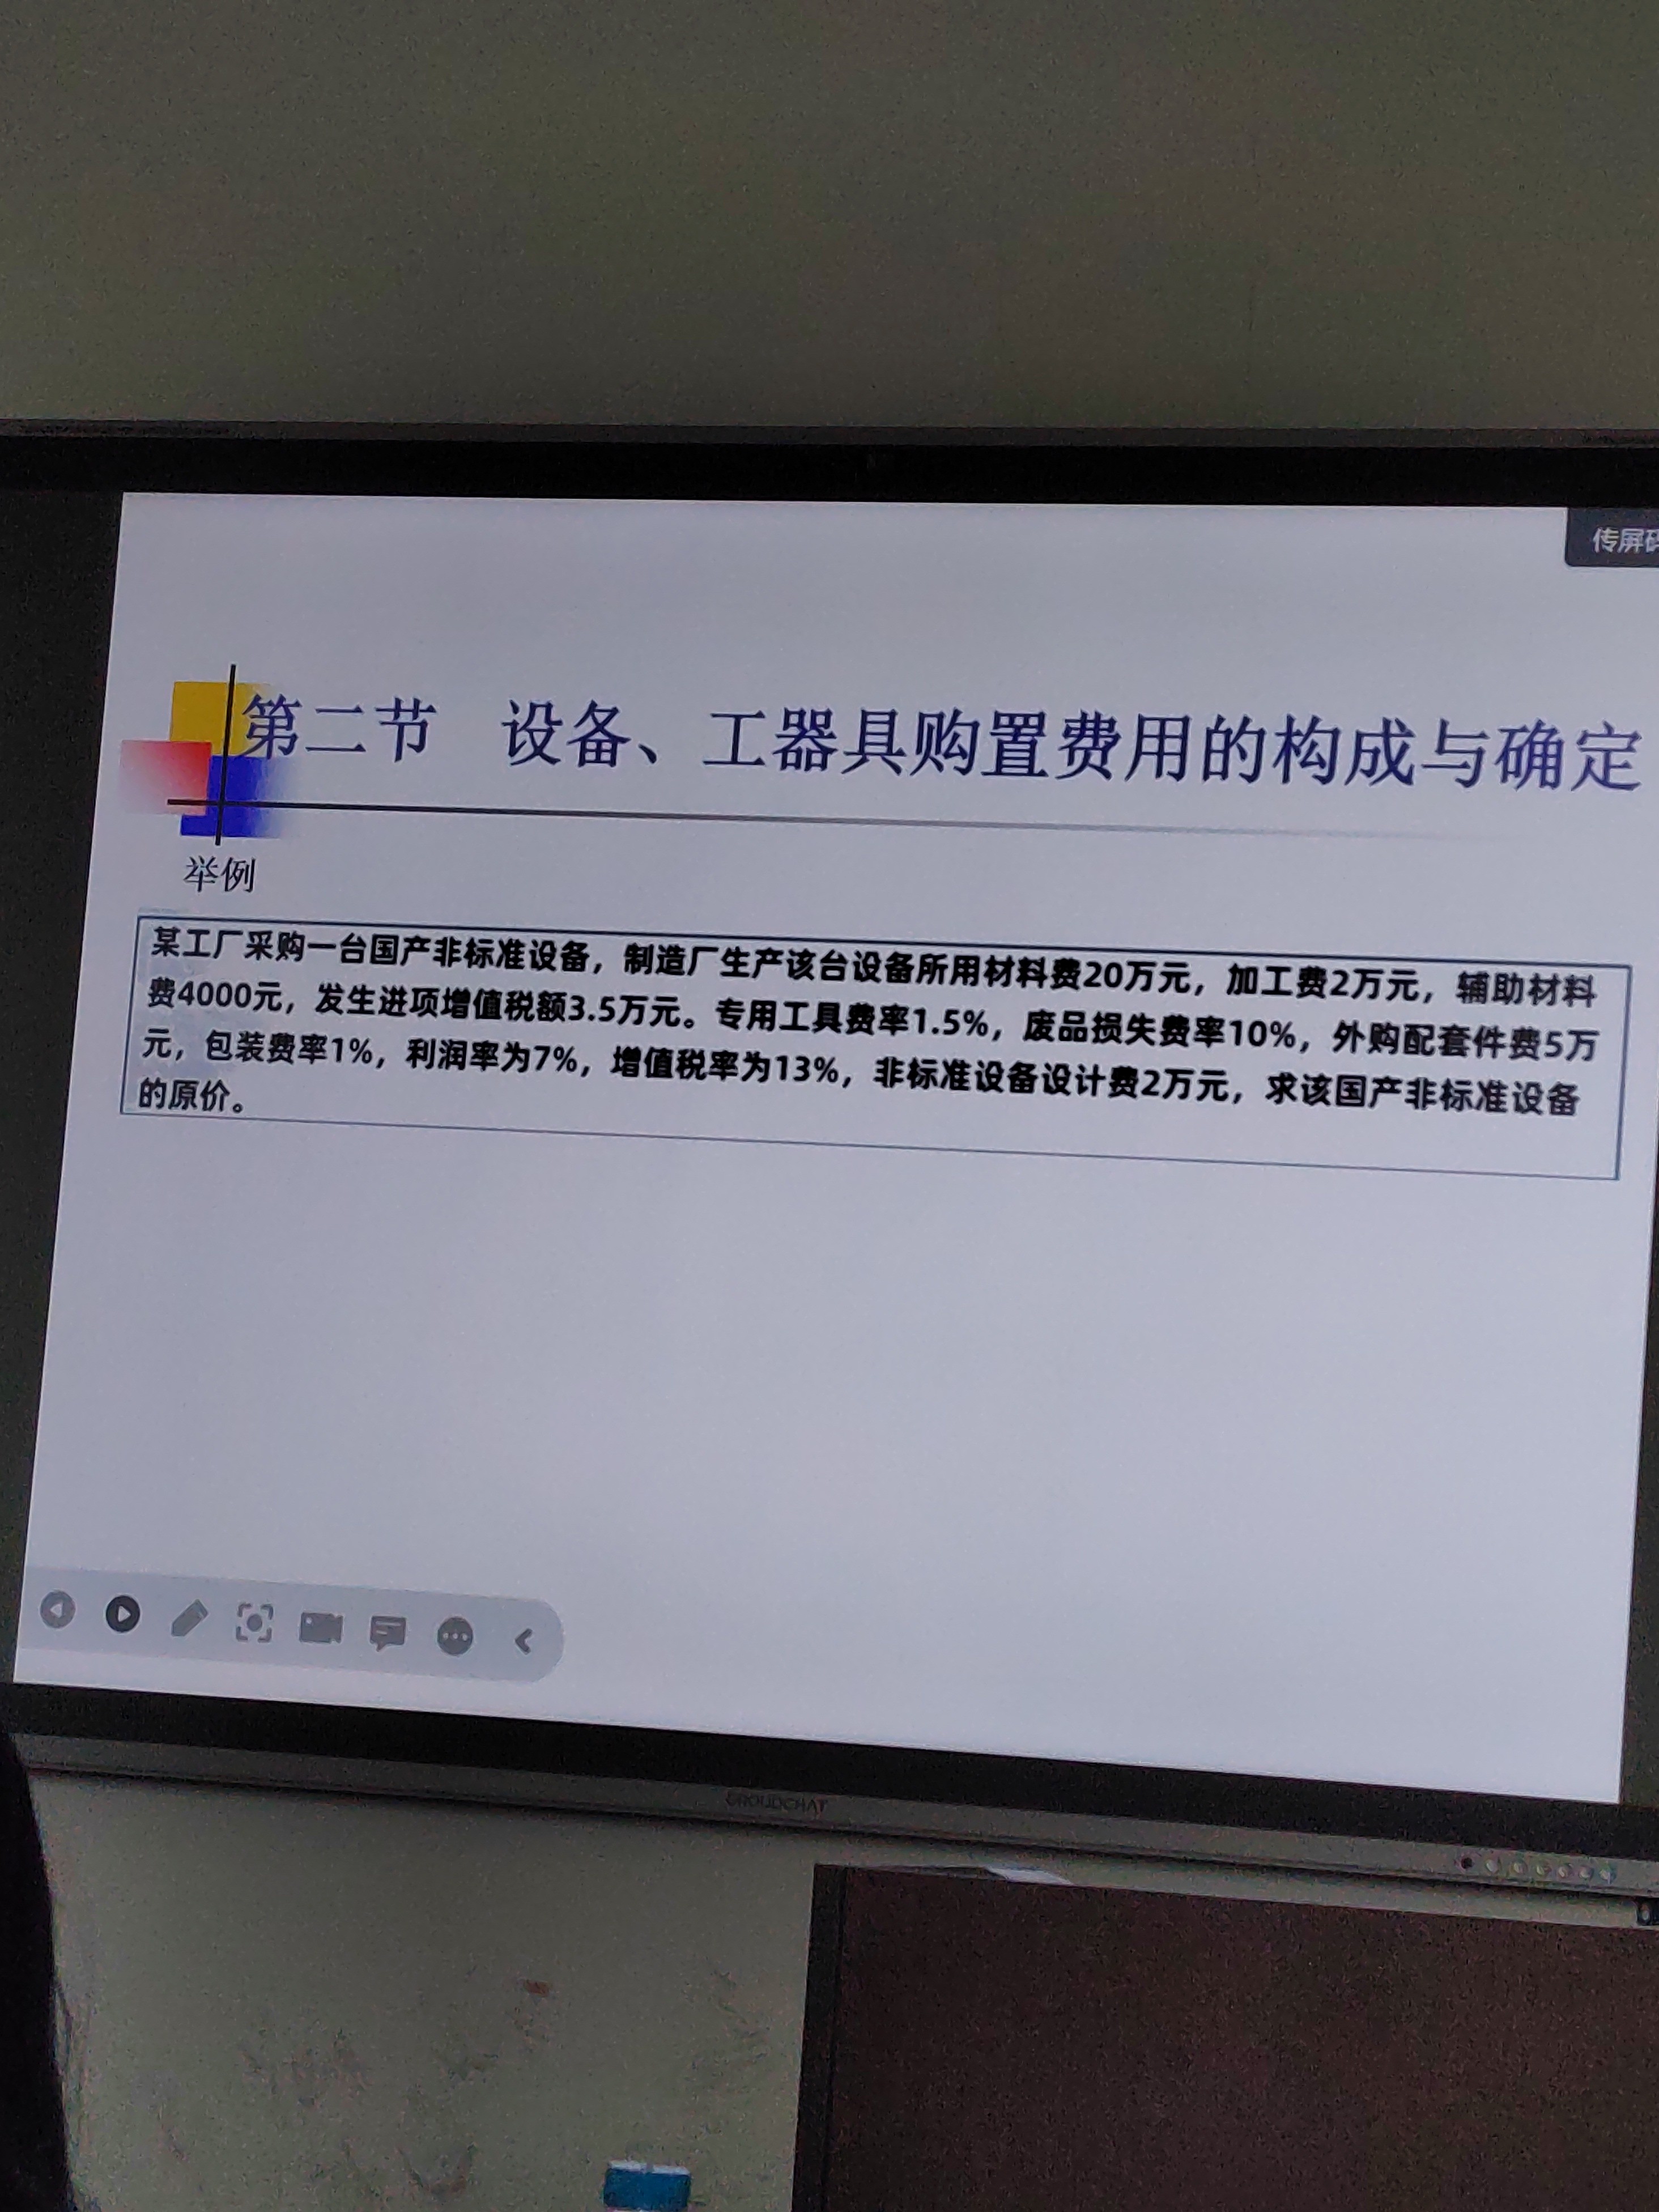 传屏码
第二节 设备、工器具购置费用的构成与确定
举例
某工厂采购一台国产非标准设备，制造厂生产该台设备所用材料费20万元，加工费2万元，辅助材料
费4000元，发生进项增值税额3.5万元。专用工具费率1.5%，废品损失费率10%，外购配套件费5万
元，包装费率1%，利润率为7%，增值税率为13%，非标准设备设计费2万元，求该国产非标准设备
的原价。